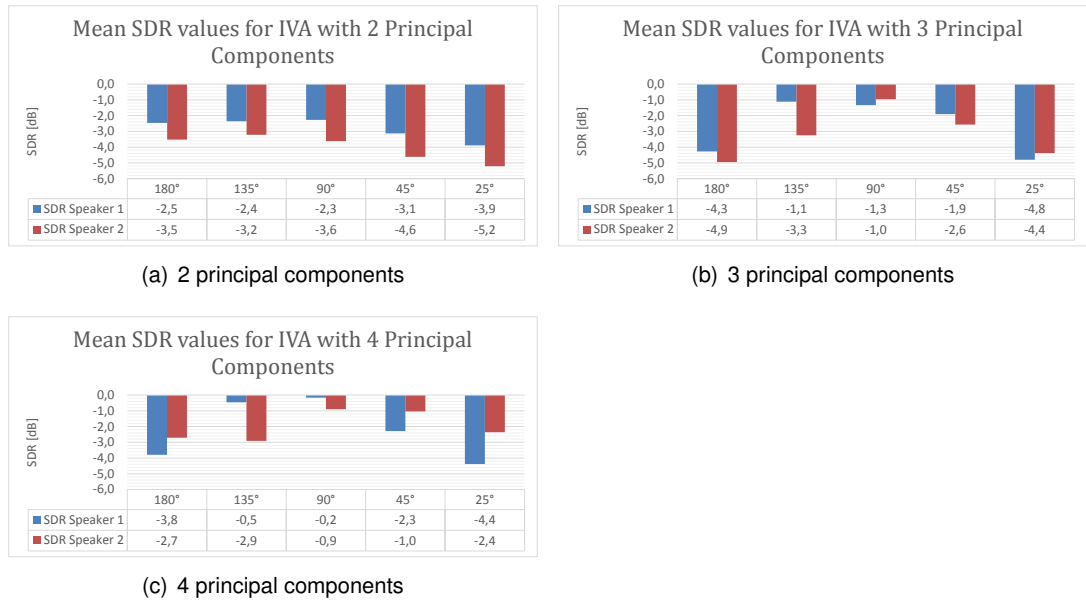 Mean SDR values for IVA with 2 Principal
Components
0,0
-1,0
-2,0
-3,0
-4,0
-5,0
-6,0
SDR [dB]
180° 135° 90° 45° 25°
SDR Speaker 1 -2,5 -2,4 -2,3 -3,1 -3,9
SDR Speaker 2 -3,5 -3,2 -3,6 -4,6 -5,2
(a) 2 principal components
Mean SDR values for IVA with 3 Principal
Components
0,0
-1,0
-2,0
-3,0
-4,0
-5,0
-6,0
SDR [dB]
180° 135° 90° 45° 25°
SDR Speaker 1 -4,3 -1,1 -1,3 -1,9 -4,8
SDR Speaker 2 -4,9 -3,3 -1,0 -2,6 -4,4
(b) 3 principal components
Mean SDR values for IVA with 4 Principal
Components
0,0
-1,0
-2,0
-3,0
-4,0
-5,0
-6,0
SDR [dB]
180° 135° 90° 45° 25°
SDR Speaker 1 -3,8 -0,5 -0,2 -2,3 -4,4
SDR Speaker 2 -2,7 -2,9 -0,9 -1,0 -2,4
(c) 4 principal components